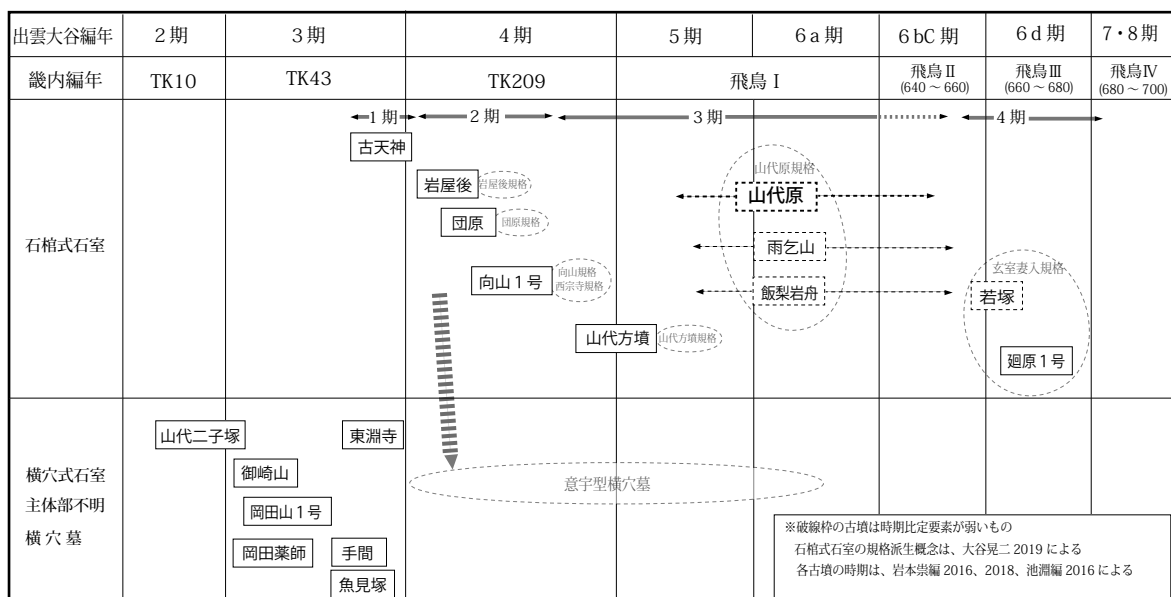 出雲大谷編年 2期 3期 4期 5期 6a期 6bC期 6d期 7・8期
畿内編年 TK10 TK43 TK209 飛鳥Ⅰ 飛鳥Ⅱ 飛鳥Ⅲ 飛鳥Ⅳ
(640～660) (660～680) (680～700)
1期 2期 3期 4期
古天神
山代原規格
岩屋後 岩屋後規格 山代原
団原 団原規格
石棺式石室 雨乞山
向山1号 向山規格 玄室妻入規格
西宗寺規格
飯梨岩舟 若塚
山代方墳 山代方墳規格
廻原1号
山代二子塚 東淵寺
横穴式石室 御崎山
意宇型横穴墓
主体部不明 岡田山1号
横穴墓
※破線枠の古墳は時期比定要素が弱いもの
岡田薬師 手間 石棺式石室の規格派生概念は、大谷晃二2019による
魚見塚 各古墳の時期は、岩本崇編2016、2018、池淵編2016による